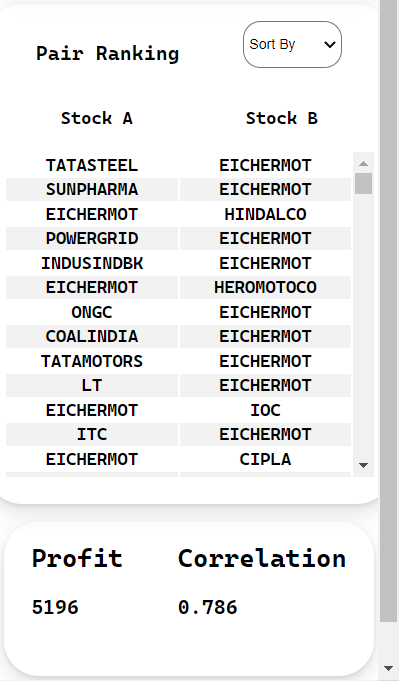 Pair Ranking Sort By
Stock A Stock B
TATASTEEL EICHERMOT
SUNPHARMA EICHERMOT
EICHERMOT HINDALCO
POWERGRID EICHERMOT
INDUSINDBK EICHERMOT
EICHERMOT HEROMOTOCO
ONGC EICHERMOT
COALINDIA EICHERMOT
TATAMOTORS EICHERMOT
LT EICHERMOT
EICHERMOT IOC
ITC EICHERMOT
EICHERMOT CIPLA
Profit Correlation
5196 0.786